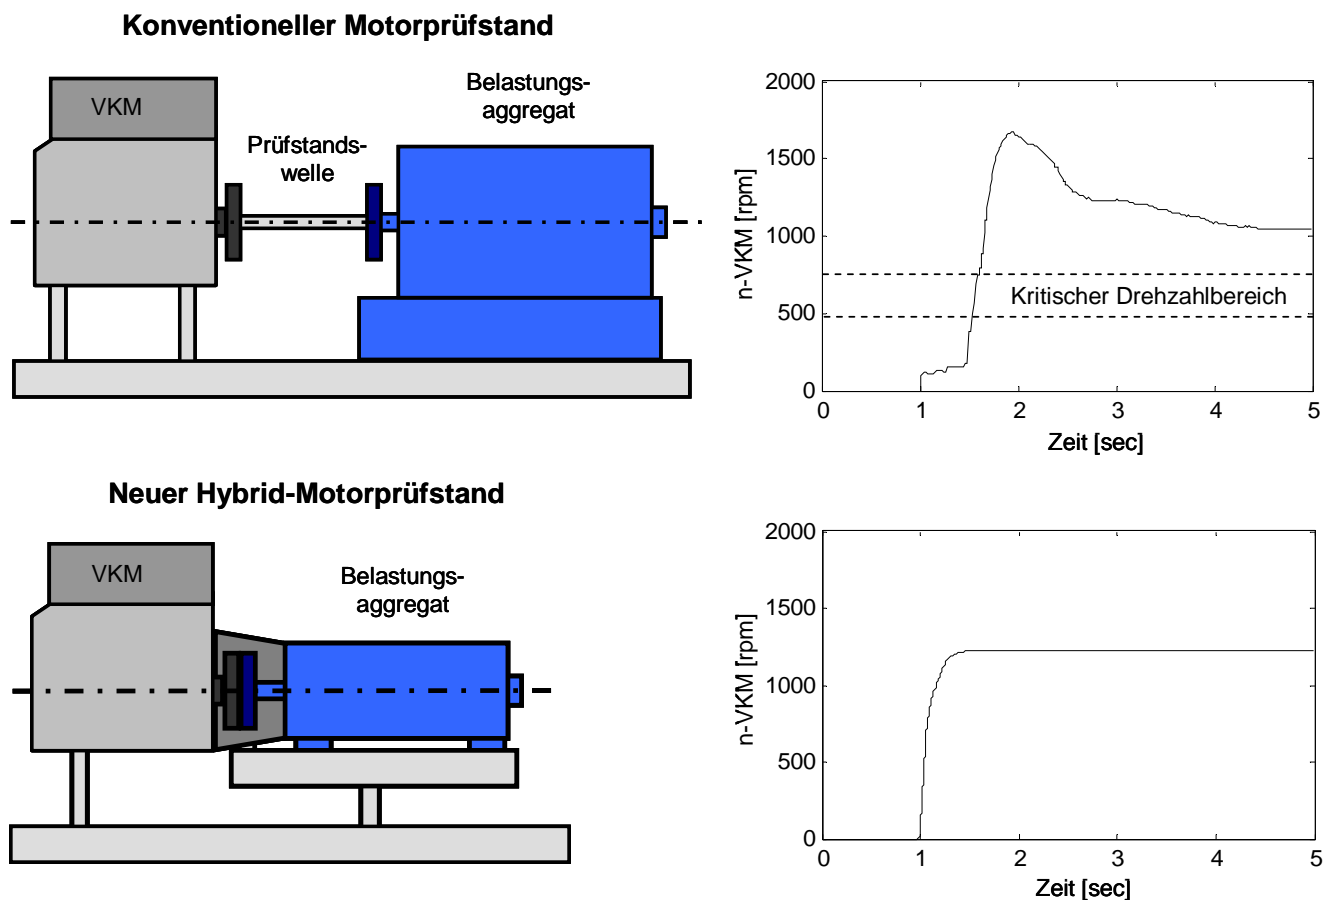 Konventioneller Motorprüfstand
VKM
Prüfstands-
welle
Belastungs-
aggregat
2000
1500
1000
500
0
n-VKM [rpm]
Kritischer Drehzahlbereich
0 1 2 3 4 5
Zeit [sec]
Neuer Hybrid-Motorprüfstand
VKM
Belastungs-
aggregat
2000
1500
1000
500
0
n-VKM [rpm]
0 1 2 3 4 5
Zeit [sec]